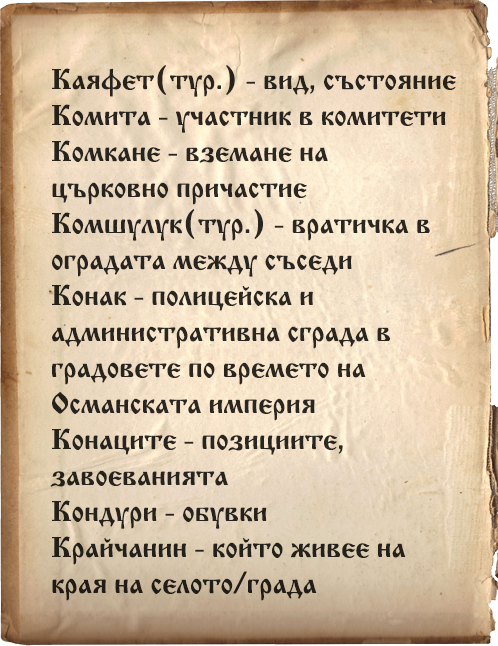 Каяфет(тур.) - вид, състояние
Комита - участник в комитети
Комкане - вземане на
църковно причастие
Комшулук(тур.) - вратичка в
оградата между съседи
Конак - полицейска и
административна сграда в
градовете по времето на
Османската империя
Конаците - позициите,
завоеванията
Кондури - обувки
Крайчанин - който живее на
края на селото/града